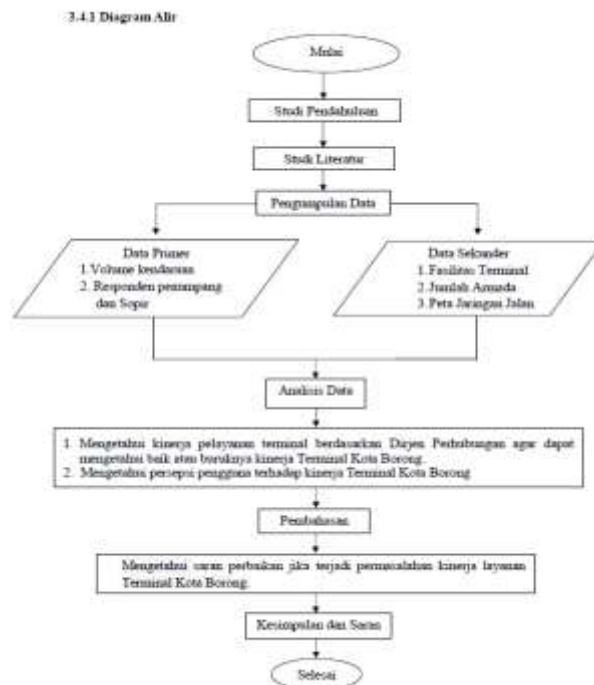 3.4.1 Diagram Alir
Mulai
Studi Pendahuluan
Studi Literatur
Pengumpulan Data
Data Primer
1. Volume kendaraan
2. Responden penumpang
dan Sopir
Data Sekunder
1. Fasilitas Terminal
2. Jumlah Armada
3. Peta Jaringan Jalan
Analisis Data
1. Mengetahui kinerja pelayanan terminal berdasarkan Dirjen Perhubungan agar dapat
mengetahui baik atau buruknya kinerja Terminal Kota Borong.
2. Mengetahui persepsi pengguna terhadap kinerja Terminal Kota Borong
Pembahasan
Mengetahui saran perbaikan jika terjadi permasalahan kinerja layanan
Terminal Kota Borong.
Kesimpulan dan Saran
Selesai